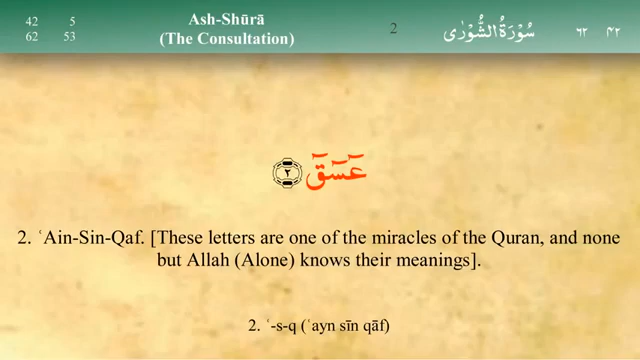 42 5 Ash-Shūrā 2 سُوْرَةُ الشُّوْرٰى ٦٢ ٤٢
62 53 (The Consultation)
عٓسٓقٓ ٢
2. ʿAin-Sin-Qaf. [These letters are one of the miracles of the Quran, and none
but Allah (Alone) knows their meanings].
2. ʿ-s-q (ʿayn sīn qāf)